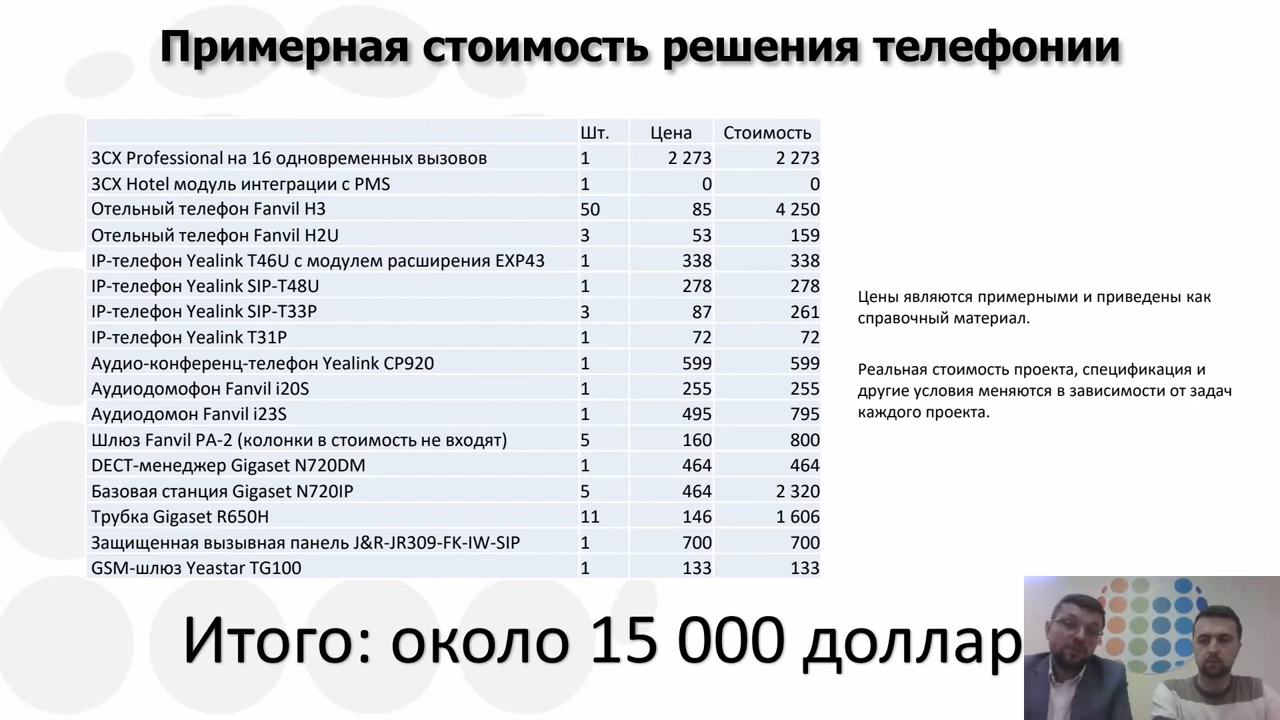 Примерная стоимость решения телефонии
Шт. Цена Стоимость
3CX Professional на 16 одновременных вызовов 1 2 273 2 273
3CX Hotel модуль интеграции с PMS 1 0 0
Отельный телефон Fanvil H3 50 85 4 250
Отельный телефон Fanvil H2U 3 53 159
IP-телефон Yealink T46U с модулем расширения EXP43 1 338 338
IP-телефон Yealink SIP-T48U 1 278 278
IP-телефон Yealink SIP-T33P 3 87 261
IP-телефон Yealink T31P 1 72 72
Аудио-конференц-телефон Yealink CP920 1 599 599
Аудиодомофон Fanvil i20S 1 255 255
Аудиодомон Fanvil i23S 1 495 795
Шлюз Fanvil PA-2 (колонки в стоимость не входят) 5 160 800
DECT-менеджер Gigaset N720DM 1 464 464
Базовая станция Gigaset N720IP 5 464 2 320
Трубка Gigaset R650H 11 146 1 606
Защищенная вызывная панель J&R-JR309-FK-IW-SIP 1 700 700
GSM-шлюз Yeastar TG100 1 133 133
Цены являются примерными и приведены как
справочный материал.
Реальная стоимость проекта, спецификация и
другие условия меняются в зависимости от задач
каждого проекта.
Итого: около 15 000 доллар